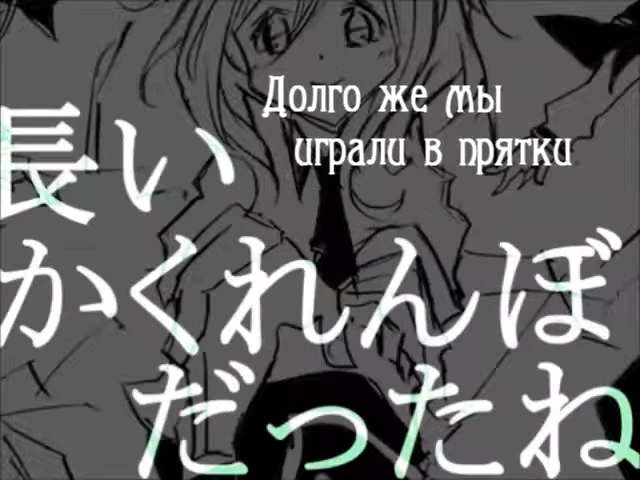 Долго же мы
играли в прятки
長い
かくれんぼ
だったね